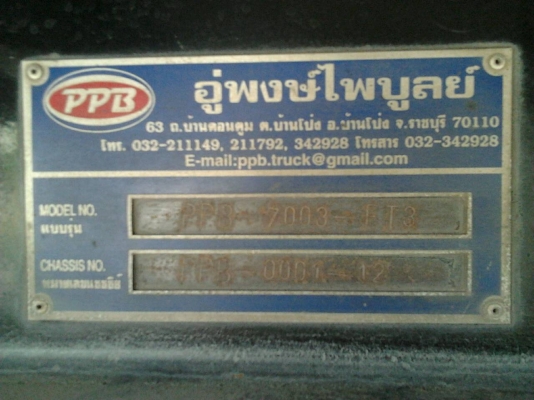 PPB
อู่พงษ์ไพบูลย์
63 ถ.บ้านดอนตูม ต.บ้านโป่ง อ.บ้านโป่ง จ.ราชบุรี 70110
โทร. 032-211149, 211792, 342928 โทรสาร 032-342928
E-mail:ppb.truck@gmail.com
MODEL NO.
แบบรุ่น
CHASSIS NO.